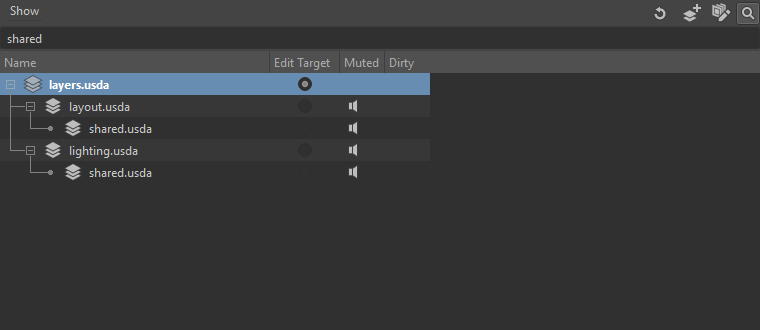 Show
shared
Name Edit Target Muted Dirty
layers.usda
layout.usda
shared.usda
lighting.usda
shared.usda